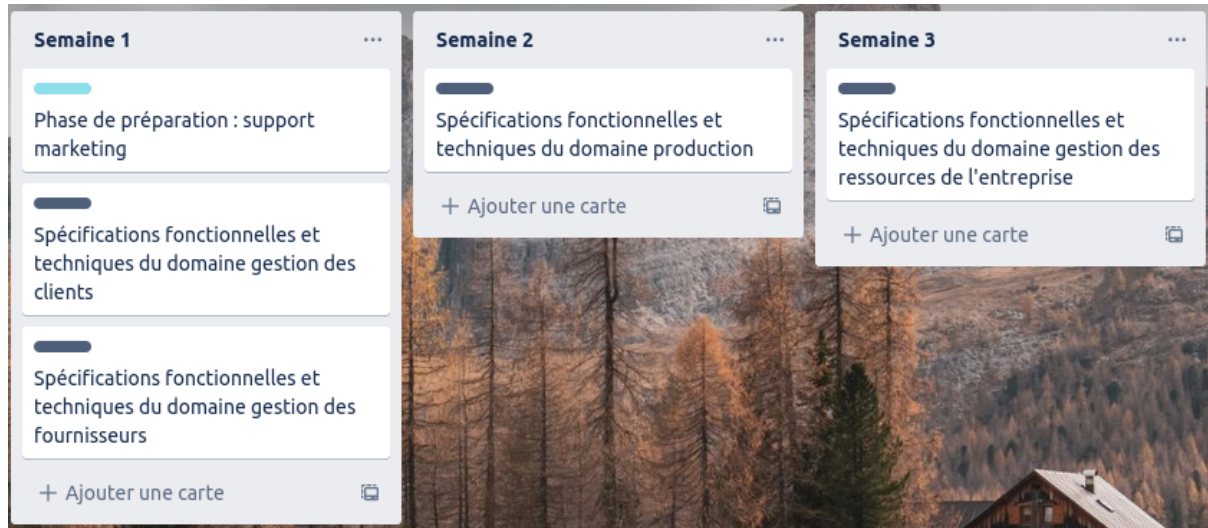 Semaine 1
Phase de préparation : support
marketing
Spécifications fonctionnelles et
techniques du domaine gestion des
clients
Spécifications fonctionnelles et
techniques du domaine gestion des
fournisseurs
+ Ajouter une carte
Semaine 2
Spécifications fonctionnelles et
techniques du domaine production
+ Ajouter une carte
Semaine 3
Spécifications fonctionnelles et
techniques du domaine gestion des
ressources de l'entreprise
+ Ajouter une carte